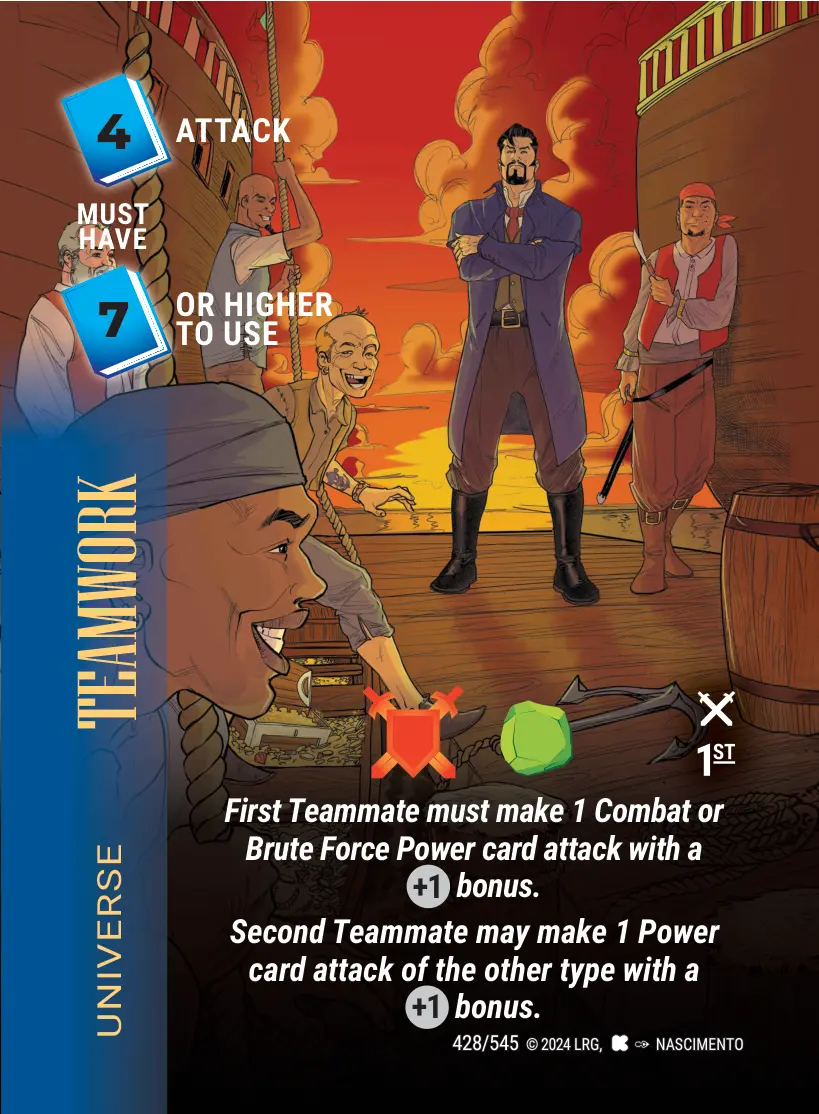 4 ATTACK
MUST
HAVE
7 OR HIGHER
TO USE
TEAMWORK
UNIVERSE
1ST
First Teammate must make 1 Combat or
Brute Force Power card attack with a
+1 bonus.
Second Teammate may make 1 Power
card attack of the other type with a
+1 bonus.
428/545 © 2024 LRG, NASCIMENTO